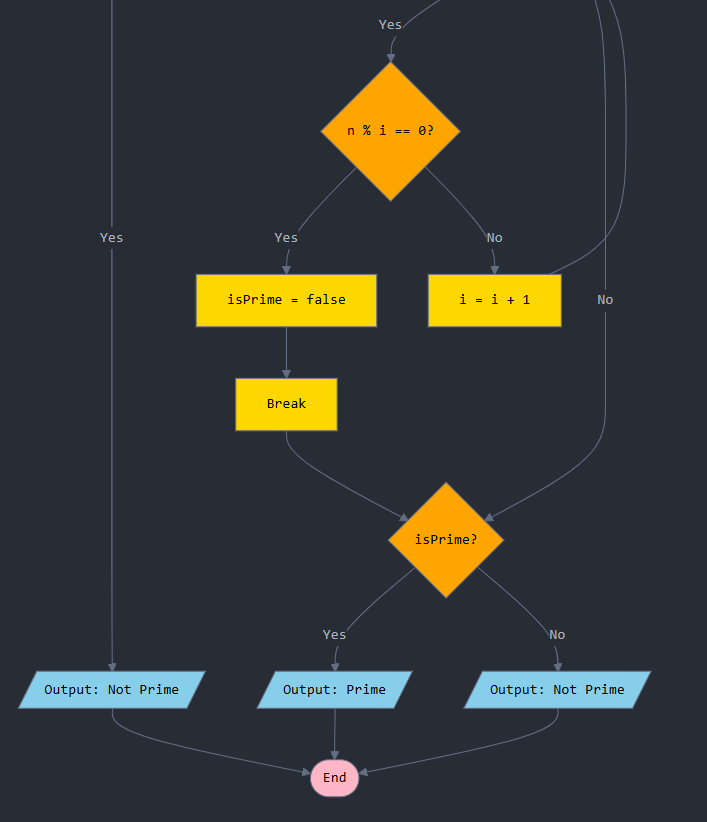 Yes
n % i == 0?
Yes
Yes
No
isPrime = false
i = i + 1
No
Break
isPrime?
Yes
No
Output: Not Prime
Output: Prime
Output: Not Prime
End